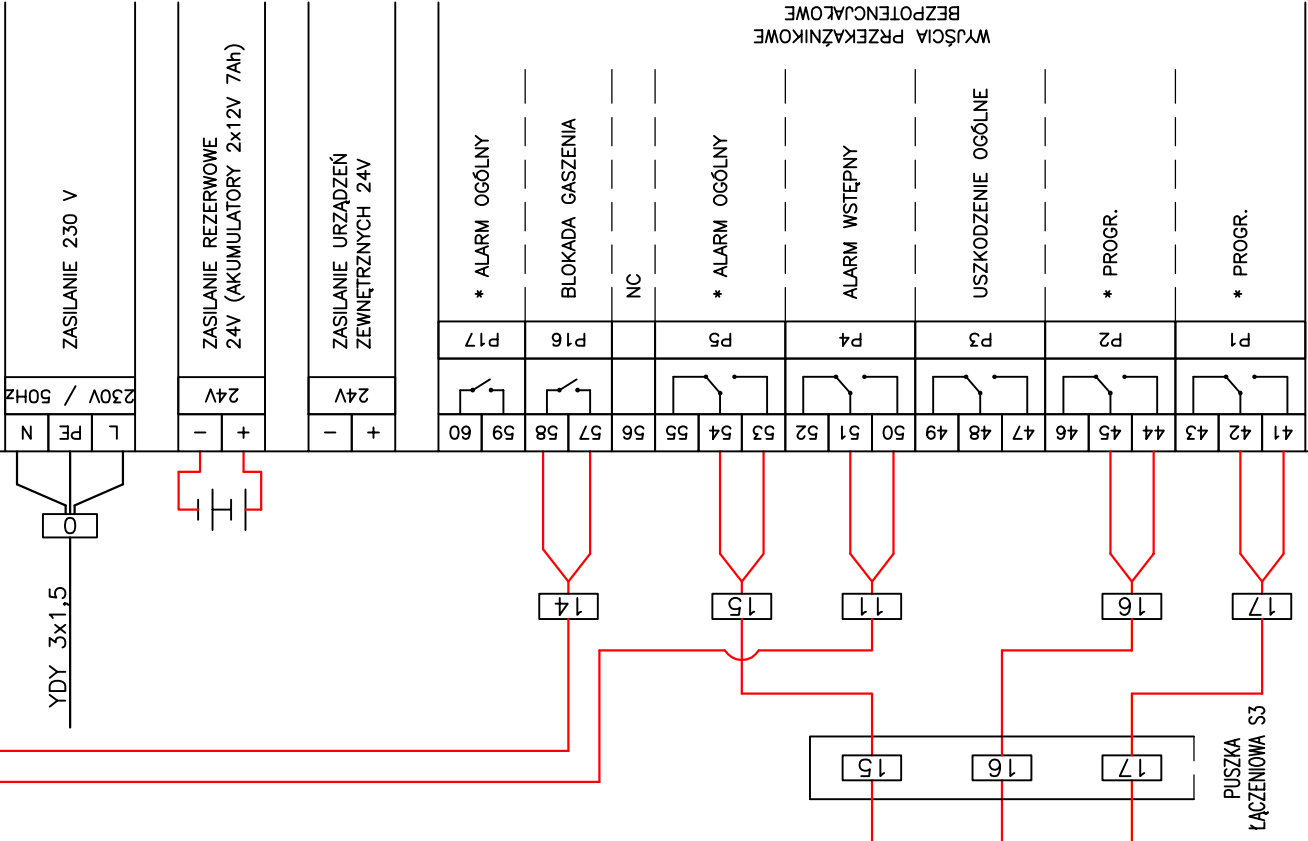 WYJŚCIA PRZEKAŹNIKOWE
BEZPOTENCJAŁOWE
ZASILANIE 230 V
ZASILANIE REZERWOWE
24V (AKUMULATORY 2x12V 7Ah)
ZASILANIE URZĄDZEŃ
ZEWNĘTRZNYCH 24V
* ALARM OGÓLNY
BLOKADA GASZENIA
NC
* ALARM OGÓLNY
ALARM WSTĘPNY
USZKODZENIE OGÓLNE
* PROGR.
* PROGR.
P17
P16
P5
P4
P3
P2
P1
230V / 50Hz
24V
24V
N
PE
L
−
+
−
+
60
59
58
57
56
55
54
53
52
51
50
49
48
47
46
45
44
43
42
41
0
YDY 3x1,5
14
15
11
16
17
15
16
17
PUSZKA
ŁĄCZENIOWA S3